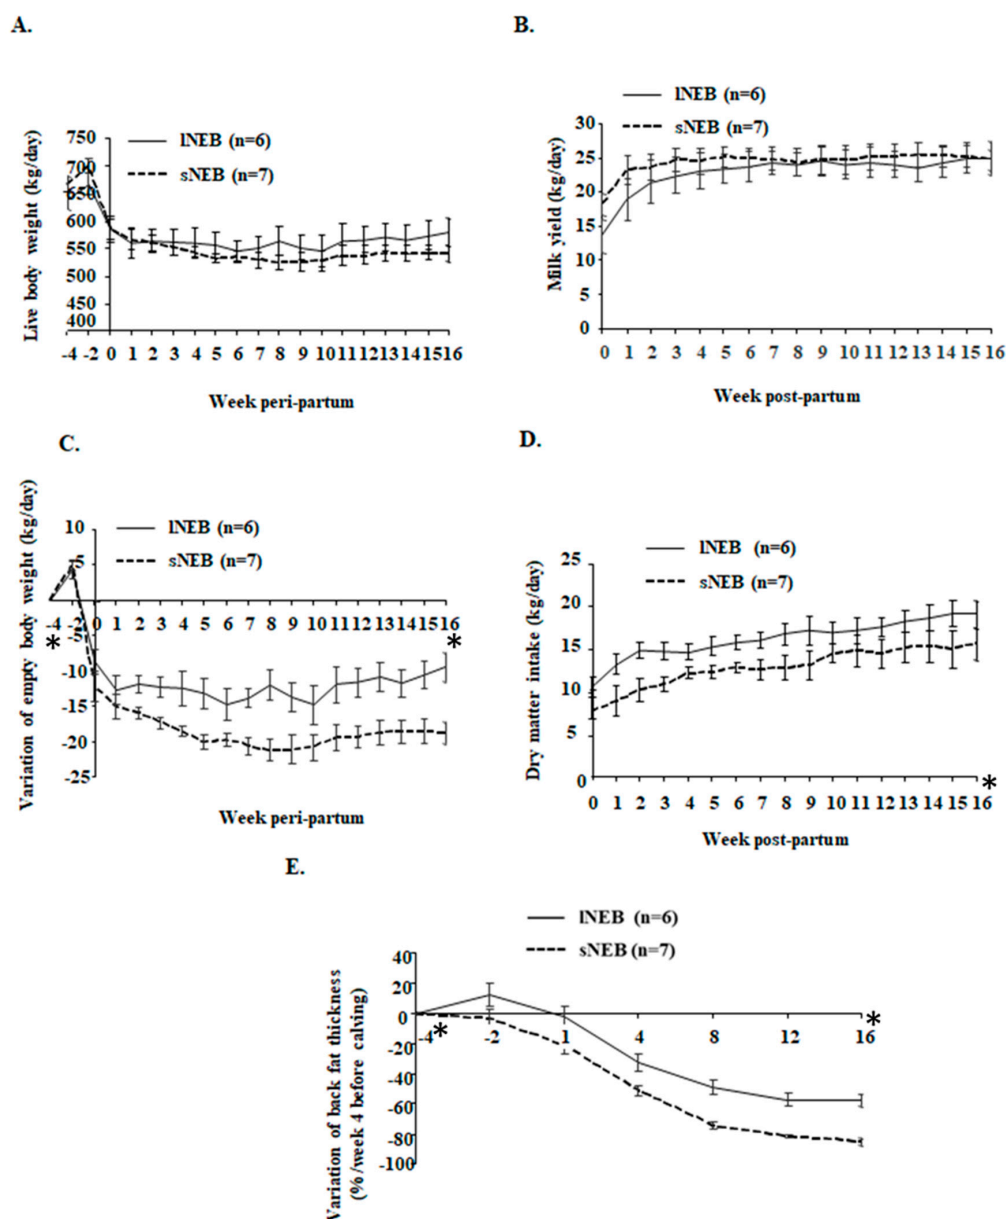 A.
Live body weight (kg/day)
lNEB (n=6)
sNEB (n=7)
750
700
650
600
550
500
450
400
-4 -2 0 1 2 3 4 5 6 7 8 9 10 11 12 13 14 15 16
Week peri-partum
B.
Milk yield (kg/day)
lNEB (n=6)
sNEB (n=7)
30
25
20
15
10
5
0
0 1 2 3 4 5 6 7 8 9 10 11 12 13 14 15 16
Week post-partum
C.
Variation of empty body weight (kg/day)
lNEB (n=6)
sNEB (n=7)
10
5
0
-4 -2 0 1 2 3 4 5 6 7 8 9 10 11 12 13 14 15 16
* *
-5
-10
-15
-20
-25
Week peri-partum
D.
Dry matter intake (kg/day)
lNEB (n=6)
sNEB (n=7)
25
20
15
10
5
0
0 1 2 3 4 5 6 7 8 9 10 11 12 13 14 15 16 *
Week post-partum
E.
Variation of back fat thickness
(%/week 4 before calving)
lNEB (n=6)
sNEB (n=7)
40
20
0
-4 * -2 1 4 8 12 16 *
-20
-40
-60
-80
-100